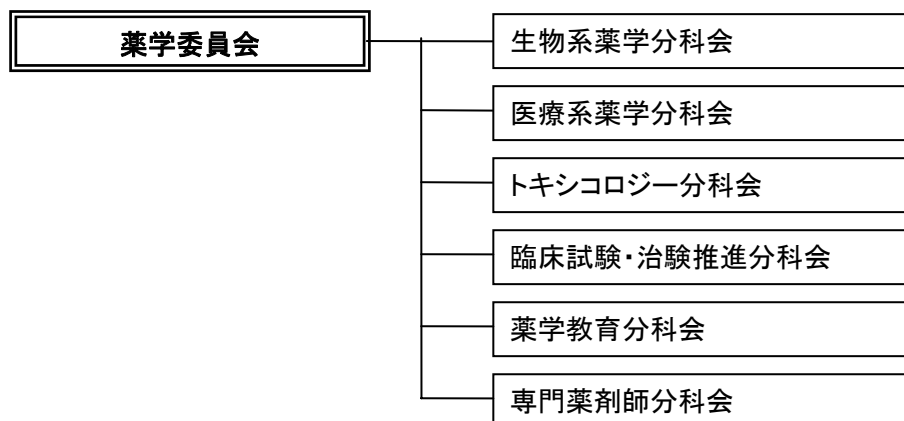 薬学委員会
生物系薬学分科会
医療系薬学分科会
トキシコロジー分科会
臨床試験・治験推進分科会
薬学教育分科会
専門薬剤師分科会